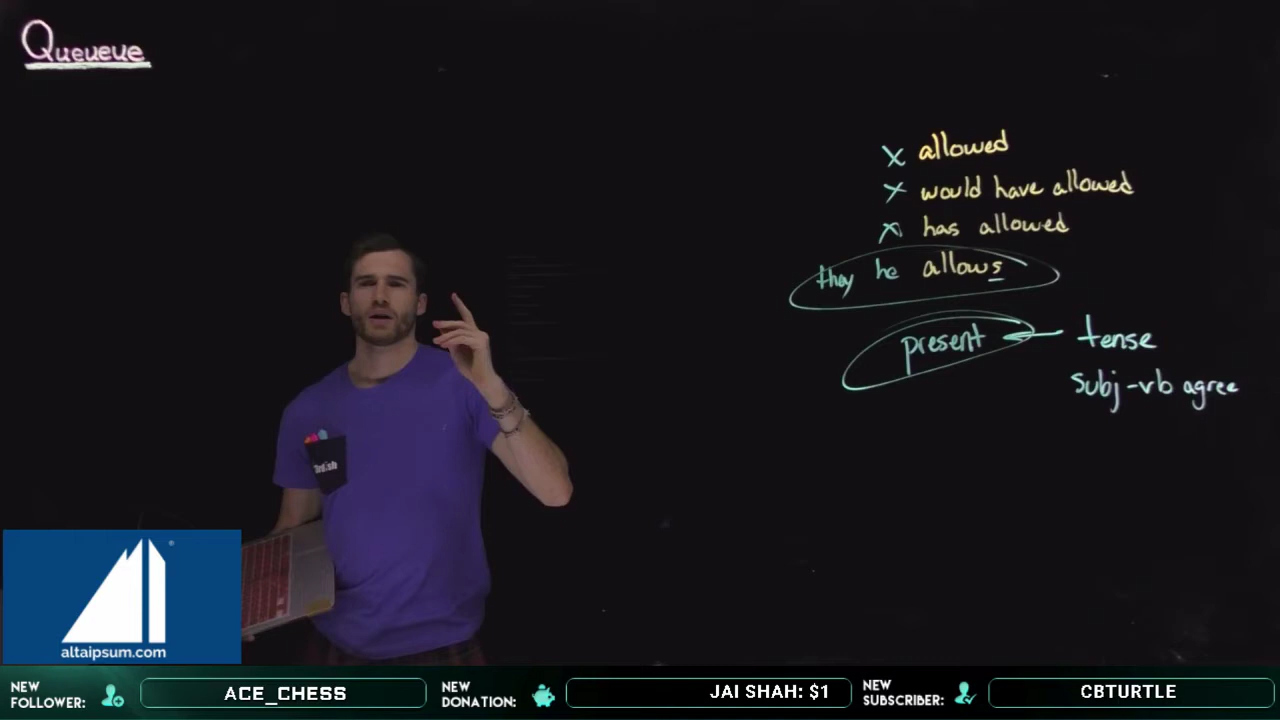 Queueue
x allowed
x would have allowed
x has allowed
they he allows
present
tense
subj-vb agree
altaipsum.com
NEW FOLLOWER:
ACE_CHESS
NEW DONATION:
JAI SHAH: $1
NEW SUBSCRIBER:
CBTURTLE